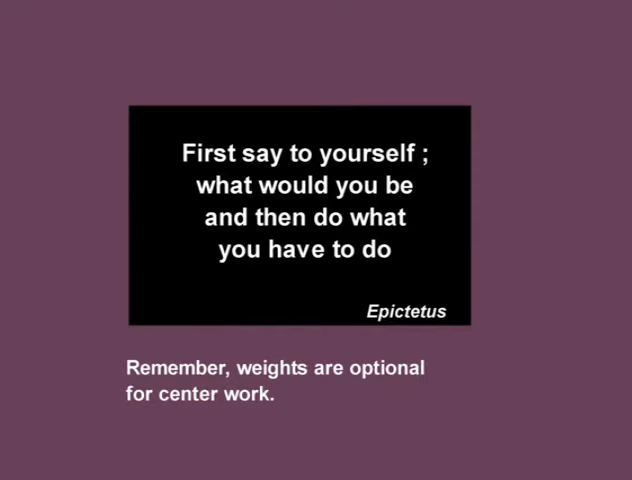 First say to yourself ;
what would you be
and then do what
you have to do
Epictetus
Remember, weights are optional
for center work.